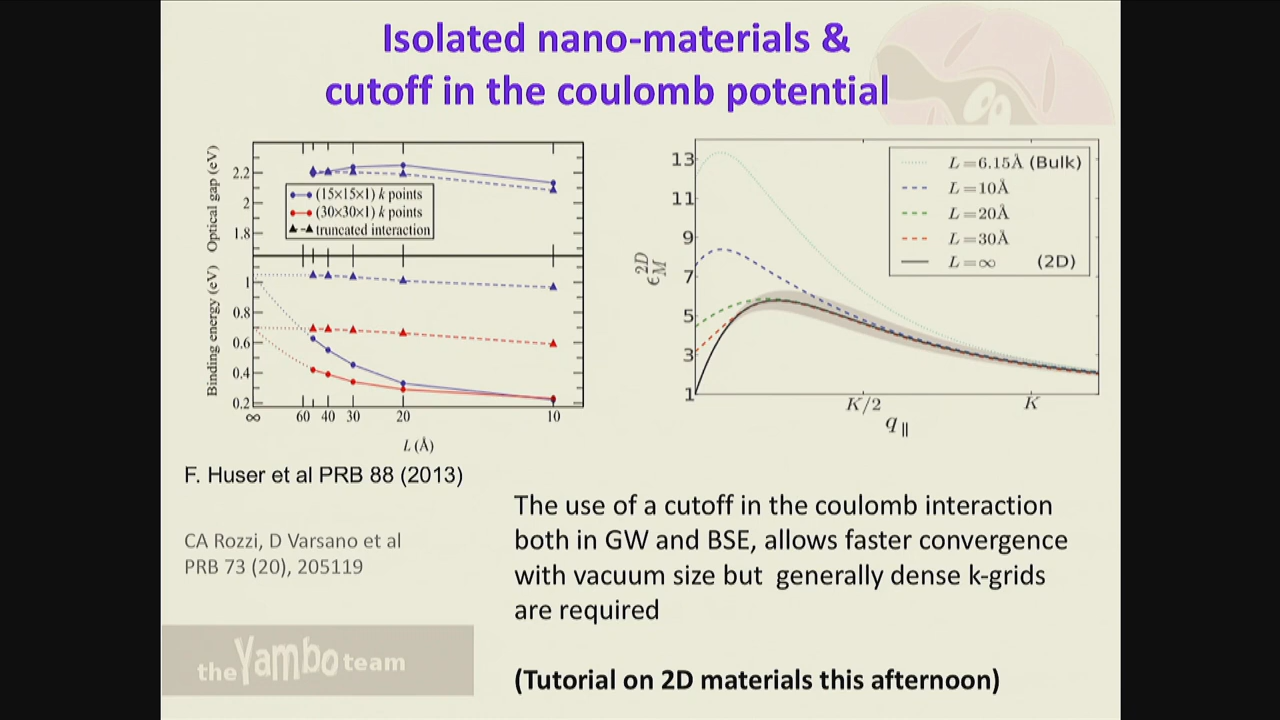 Isolated nano-materials &
cutoff in the coulomb potential
Optical gap (eV)
2.2
2
1.8
(15×15×1) k points
(30×30×1) k points
truncated interaction
Binding energy (eV)
1
0.8
0.6
0.4
0.2
∞ 60 40 30 20 10
L (Å)
ϵ_M^{2D}
13
11
9
7
5
3
1
L=6.15Å (Bulk)
L=10Å
L=20Å
L=30Å
L=∞ (2D)
K/2 K
q∥
F. Huser et al PRB 88 (2013)
CA Rozzi, D Varsano et al
PRB 73 (20), 205119
The use of a cutoff in the coulomb interaction
both in GW and BSE, allows faster convergence
with vacuum size but generally dense k-grids
are required
(Tutorial on 2D materials this afternoon)
the Yambo team